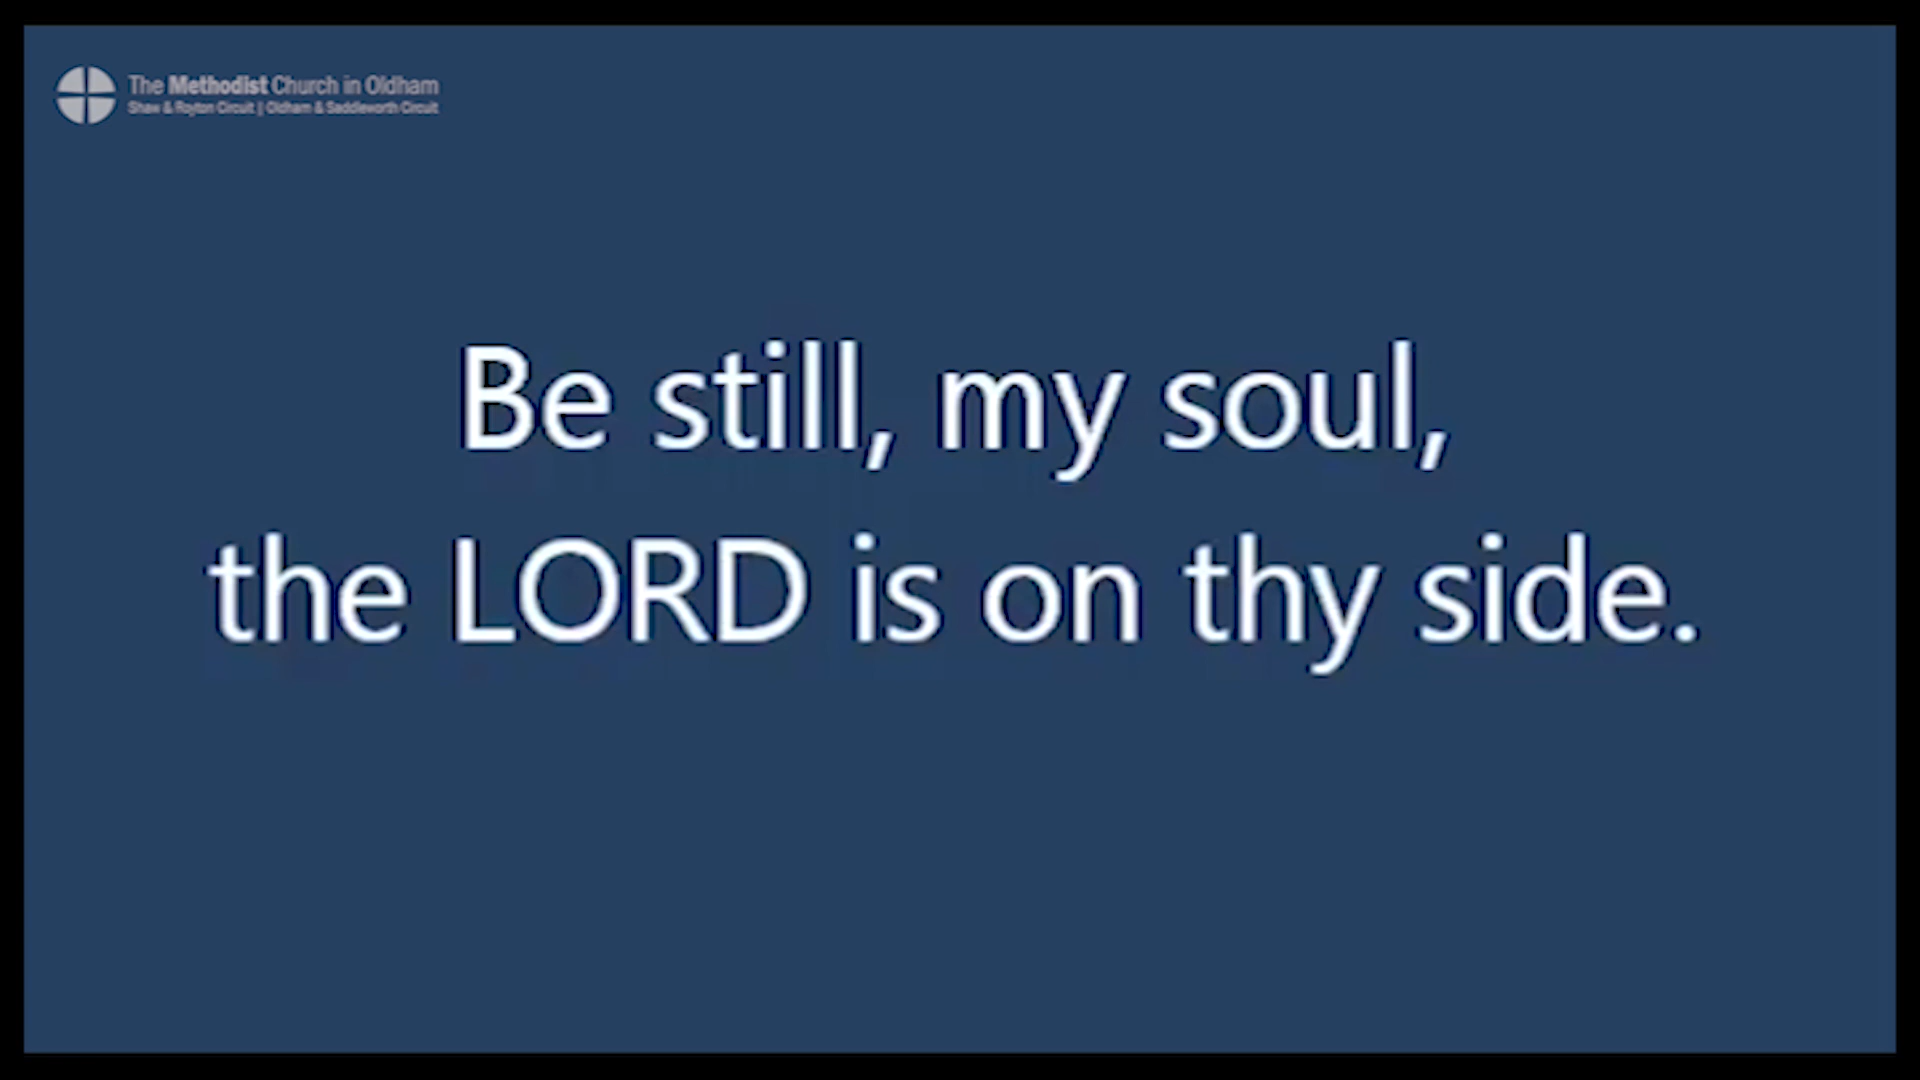 The Methodist Church in Oldham
Shaw & Royton Circuit | Oldham & Saddleworth Circuit
Be still, my soul,
the LORD is on thy side.